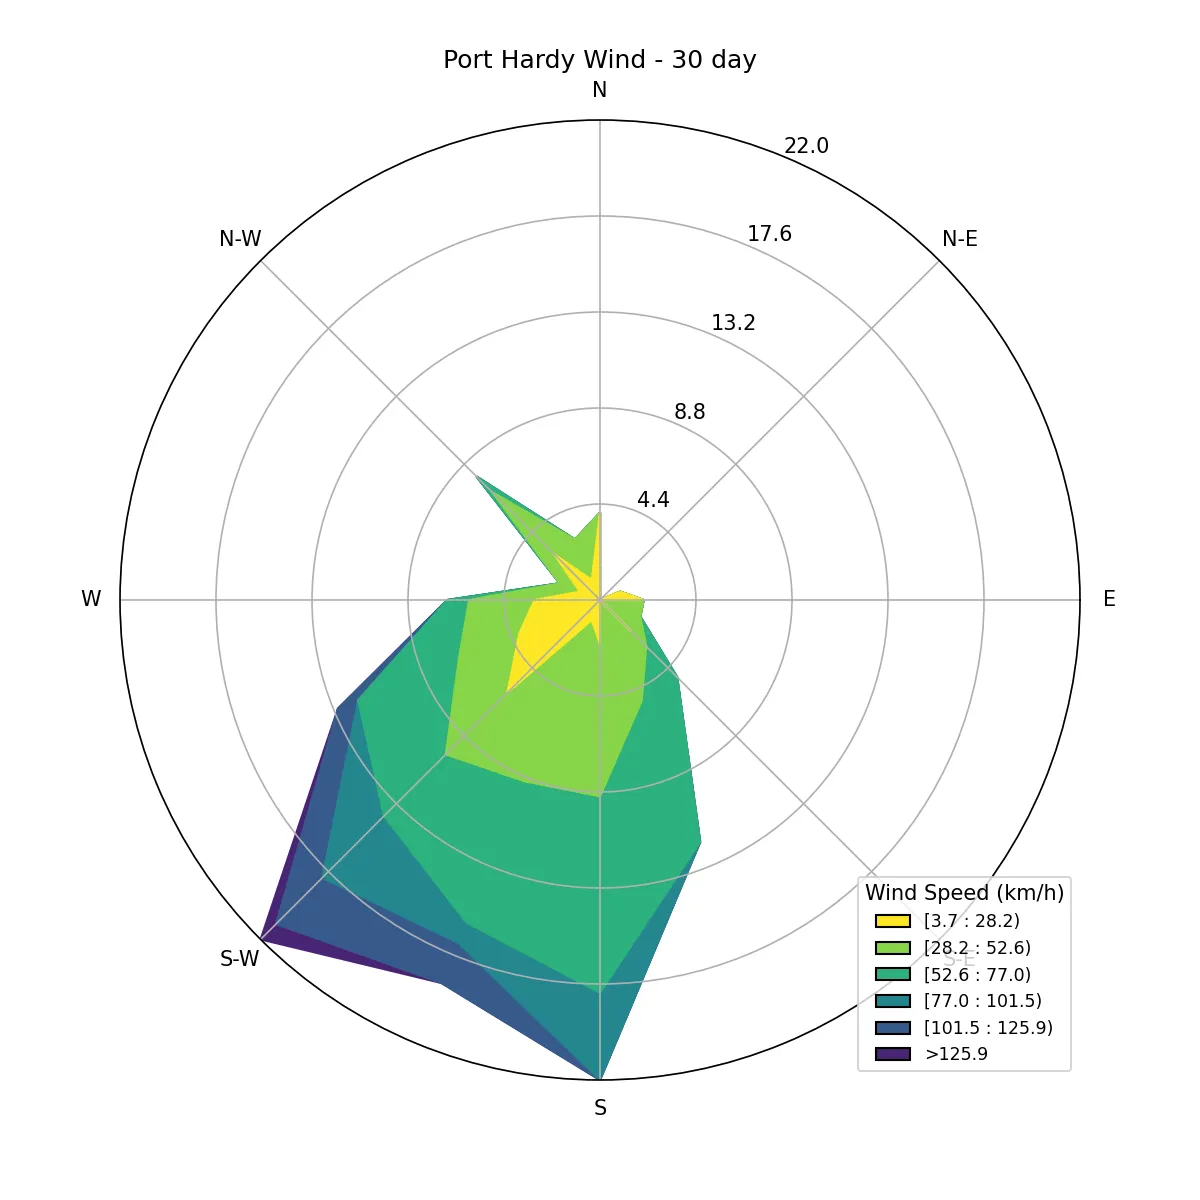 Port Hardy Wind - 30 day
N
22.0
17.6
N-W
N-E
13.2
8.8
4.4
W
E
Wind Speed (km/h)
[3.7 : 28.2)
[28.2 : 52.6)
S-W
S-E
[52.6 : 77.0)
[77.0 : 101.5)
[101.5 : 125.9)
>125.9
S